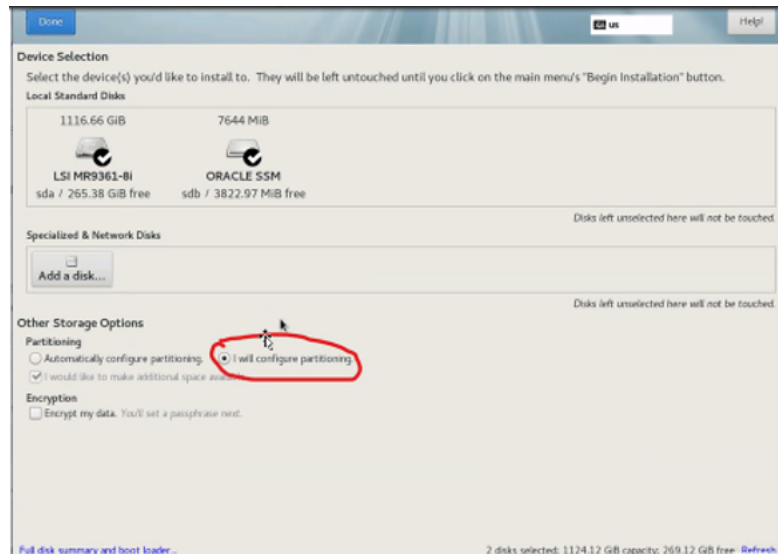 Done
us
Help!
Device Selection
Select the device(s) you'd like to install to. They will be left untouched until you click on the main menu's "Begin Installation" button.
Local Standard Disks
1116.66 GiB 7644 MiB
LSI MR9361-8i ORACLE SSM
sda / 265.38 GiB free sdb / 3822.97 MiB free
Disks left unselected here will not be touched.
Specialized & Network Disks
Add a disk...
Disks left unselected here will not be touched.
Other Storage Options
Partitioning
Automatically configure partitioning. I will configure partitioning.
I would like to make additional space
Encryption
Encrypt my data. You'll set a passphrase next.
Full disk summary and boot loader... 2 disks selected; 1124.12 GiB capacity; 269.12 GiB free Refresh